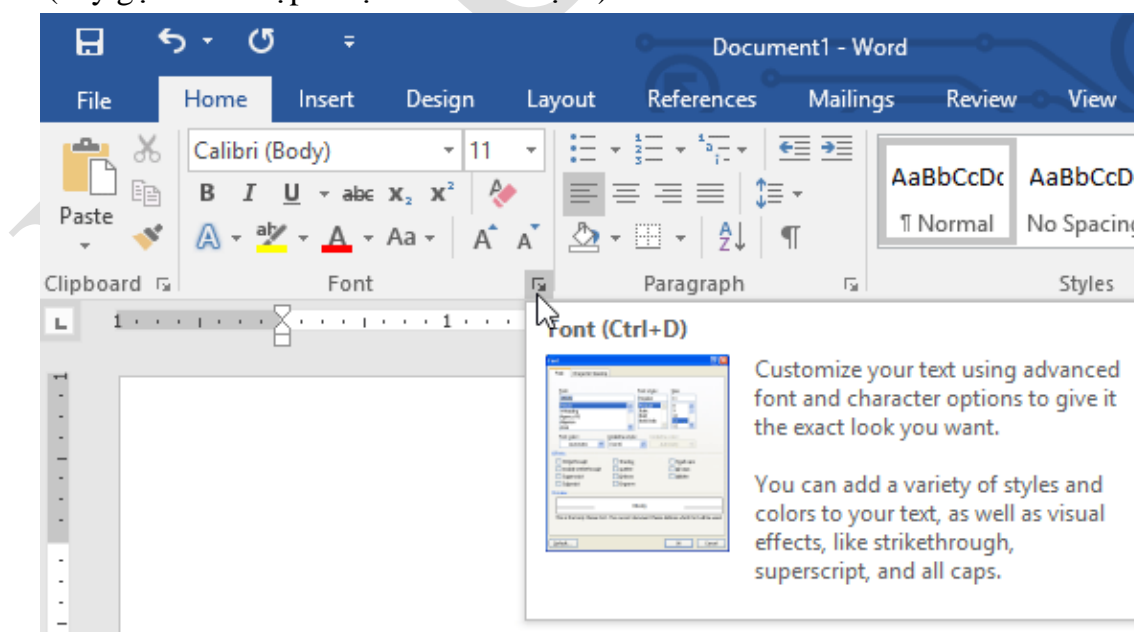 Document1 - Word
File Home Insert Design Layout References Mailings Review View
Calibri (Body) 11
Paste
B I U abc X₂ X²
A ab A Aa A A
AaBbCcDc AaBbCcD
¶ Normal No Spacing
Clipboard Font Paragraph Styles
L 1 1
Font (Ctrl+D)
Customize your text using advanced
font and character options to give it
the exact look you want.
You can add a variety of styles and
colors to your text, as well as visual
effects, like strikethrough,
superscript, and all caps.